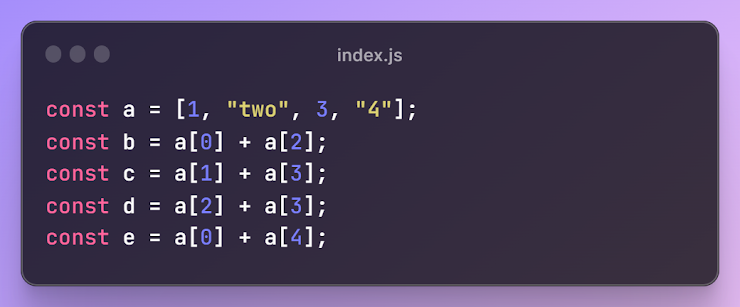 index.js
const a = [1, "two", 3, "4"];
const b = a[0] + a[2];
const c = a[1] + a[3];
const d = a[2] + a[3];
const e = a[0] + a[4];